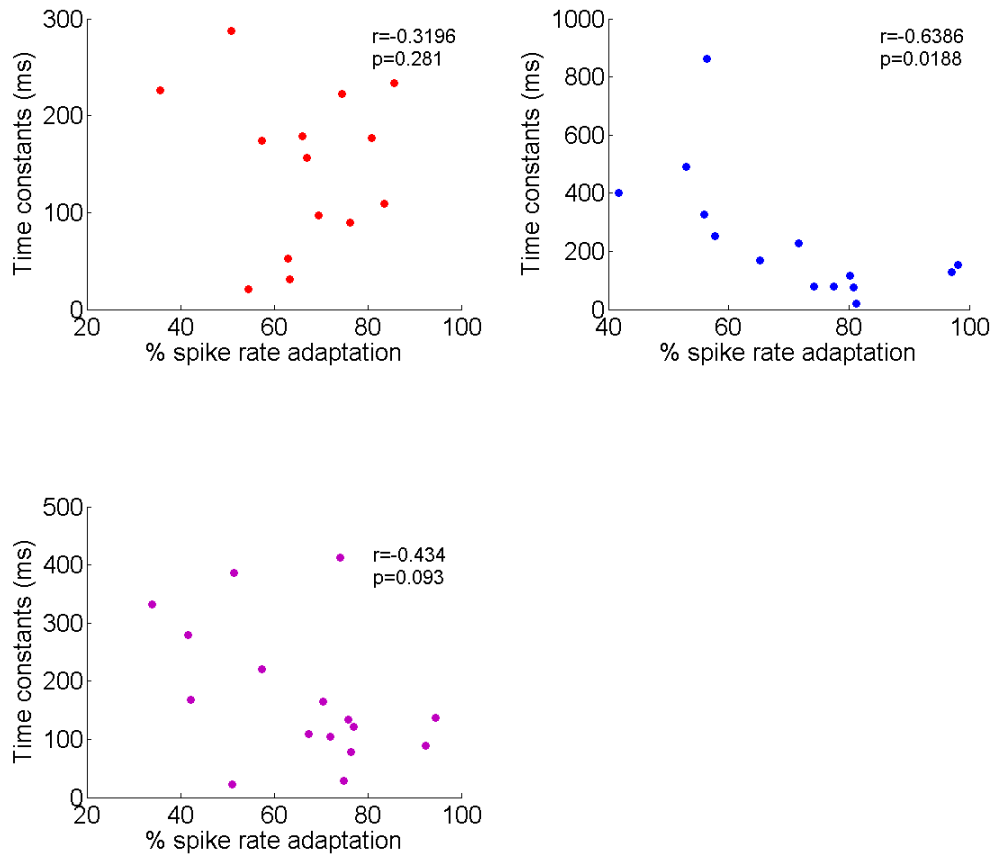 300
200
100
0
20
40
60
80
100
Time constants (ms)
% spike rate adaptation
r=-0.3196
p=0.281
1000
800
600
400
200
0
40
60
80
100
Time constants (ms)
% spike rate adaptation
r=-0.6386
p=0.0188
500
400
300
200
100
0
20
40
60
80
100
Time constants (ms)
% spike rate adaptation
r=-0.434
p=0.093